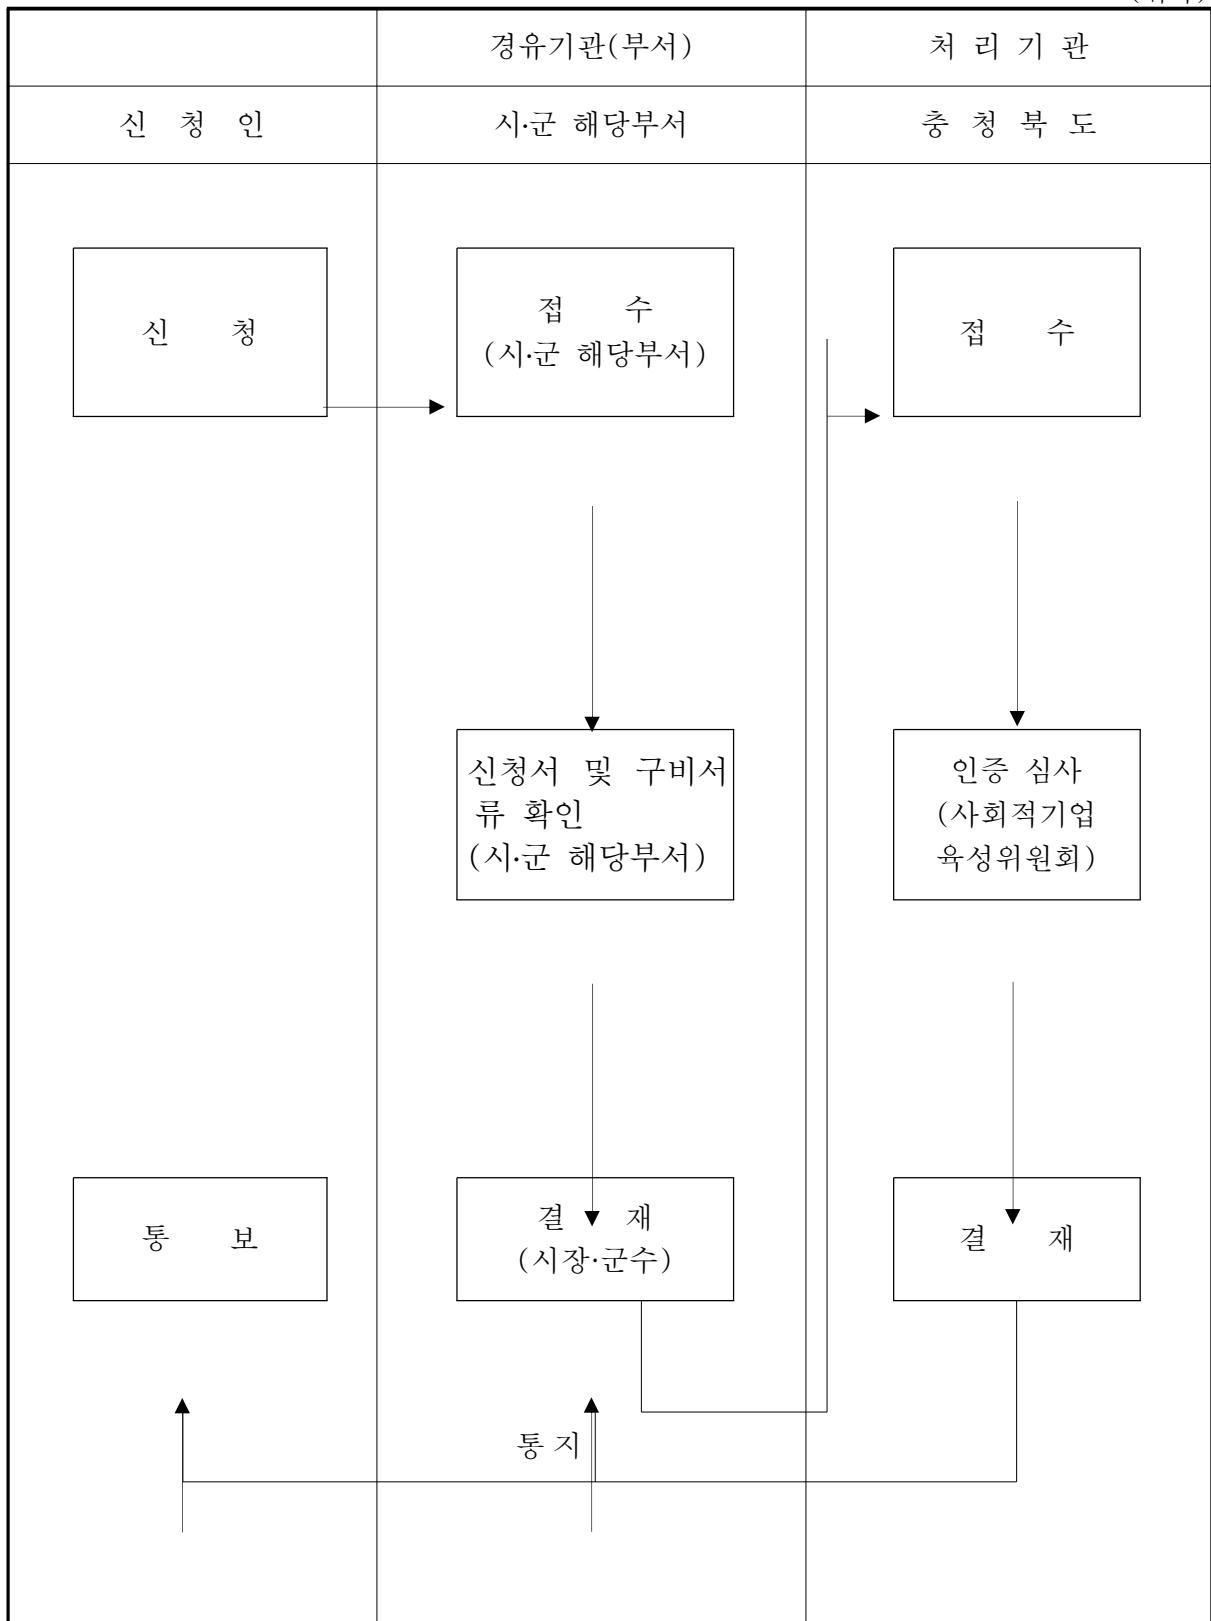 경유기관(부서)
처 리 기 관
신 청 인
시·군 해당부서
충 청 북 도
신 청
접 수
(시·군 해당부서)
접 수
신청서 및 구비서
류 확인
(시·군 해당부서)
인증 심사
(사회적기업
육성위원회)
통 보
결 재
(시장·군수)
결 재
통 지